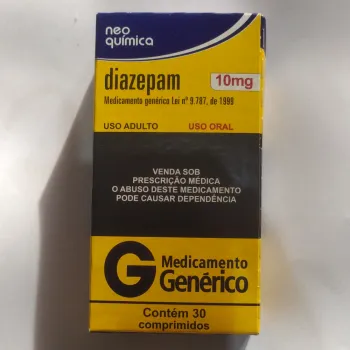 neo
química
diazepam 10mg
Medicamento genérico Lei nº 9.787, de 1999
USO ADULTO USO ORAL
VENDA SOB
PRESCRIÇÃO MÉDICA
O ABUSO DESTE MEDICAMENTO
PODE CAUSAR DEPENDÊNCIA
G Medicamento
Genérico
Contém 30
comprimidos